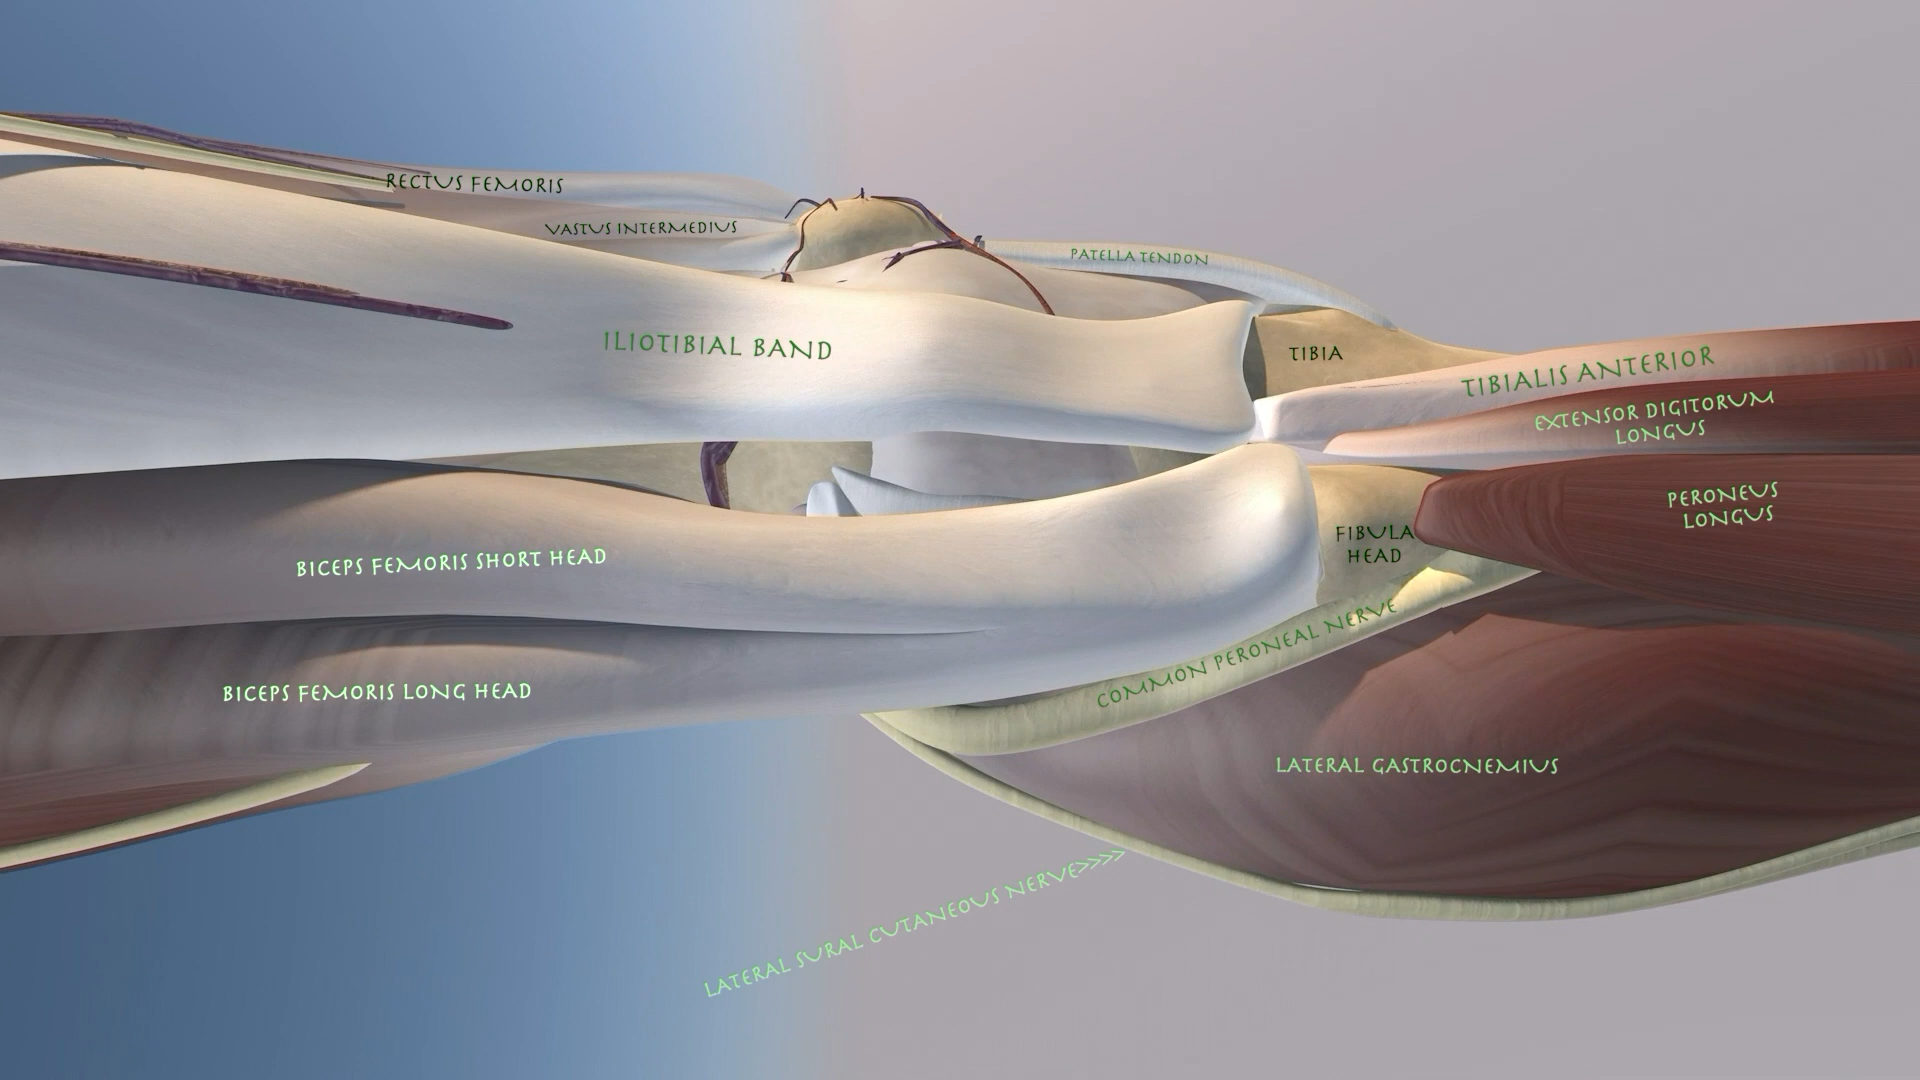 RECTUS FEMORIS
VASTUS INTERMEDIUS
PATELLA TENDON
ILIOTIBIAL BAND
TIBIA
TIBIALIS ANTERIOR
EXTENSOR DIGITORUM
LONGUS
PERONEUS
LONGUS
FIBULA
HEAD
BICEPS FEMORIS SHORT HEAD
COMMON PERONEAL NERVE
BICEPS FEMORIS LONG HEAD
LATERAL GASTROCNEMIUS
LATERAL SURAL CUTANEOUS NERVE>>>>